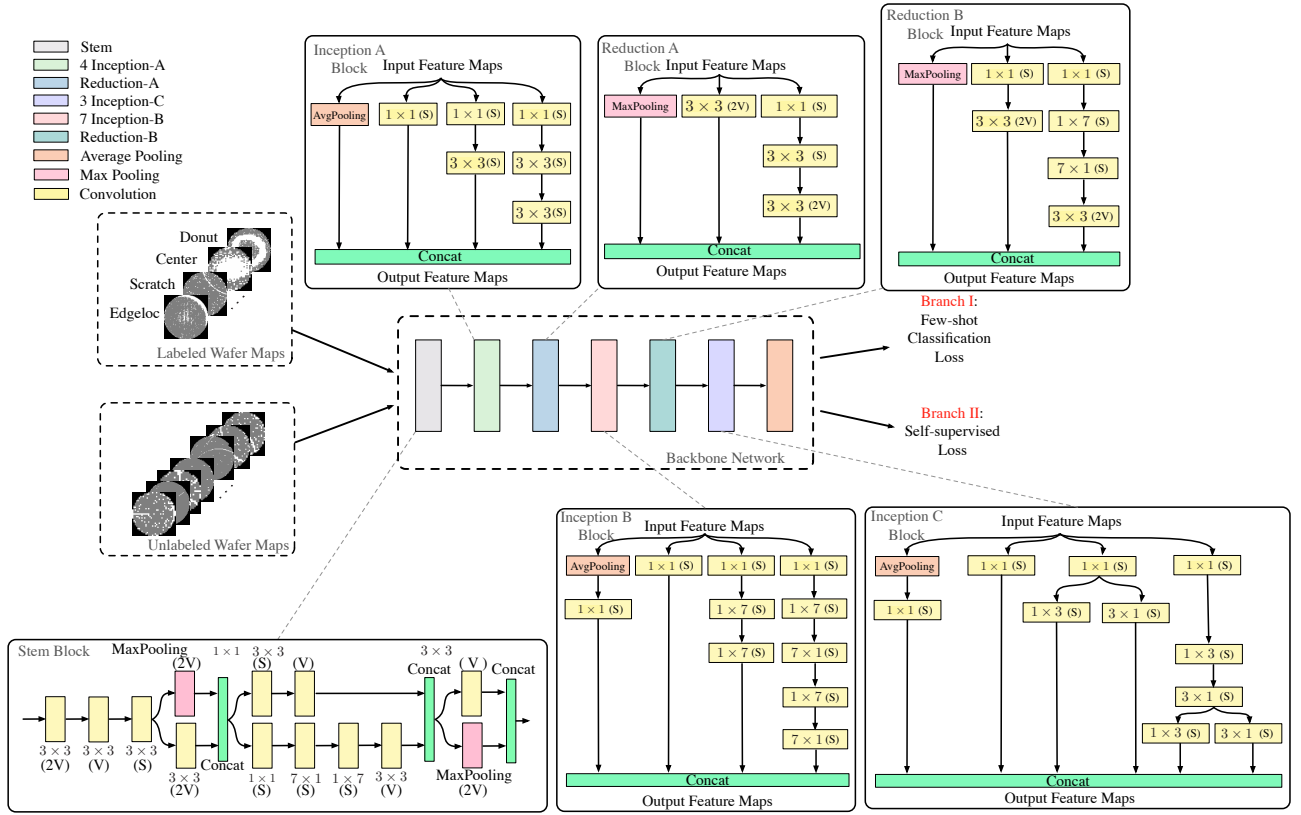 Stem
4 Inception-A
Reduction-A
3 Inception-C
7 Inception-B
Reduction-B
Average Pooling
Max Pooling
Convolution
Inception A
Block
Input Feature Maps
AvgPooling
1 × 1 (S)
1 × 1 (S)
1 × 1 (S)
3 × 3 (S)
3 × 3 (S)
3 × 3 (S)
Concat
Output Feature Maps
Reduction A
Block
Input Feature Maps
MaxPooling
3 × 3 (2V)
1 × 1 (S)
3 × 3 (S)
3 × 3 (2V)
Concat
Output Feature Maps
Reduction B
Block
Input Feature Maps
MaxPooling
1 × 1 (S)
1 × 1 (S)
3 × 3 (2V)
1 × 7 (S)
7 × 1 (S)
3 × 3 (2V)
Concat
Output Feature Maps
Donut
Center
Scratch
Edgeloc
Labeled Wafer Maps
Unlabeled Wafer Maps
Backbone Network
Branch I:
Few-shot
Classification
Loss
Branch II:
Self-supervised
Loss
Stem Block
MaxPooling
(2V)
1 × 1
3 × 3
(S)
(V)
3 × 3
Concat
(V)
Concat
3 × 3
(2V)
3 × 3
(V)
3 × 3
(S)
3 × 3
(2V)
Concat
1 × 1
(S)
7 × 1
(S)
1 × 7
(S)
3 × 3
(V)
MaxPooling
(2V)
Inception B
Block
Input Feature Maps
AvgPooling
1 × 1 (S)
1 × 1 (S)
1 × 1 (S)
1 × 1 (S)
1 × 7 (S)
1 × 7 (S)
1 × 7 (S)
7 × 1 (S)
1 × 7 (S)
7 × 1 (S)
Concat
Output Feature Maps
Inception C
Block
Input Feature Maps
AvgPooling
1 × 1 (S)
1 × 1 (S)
1 × 1 (S)
1 × 1 (S)
1 × 3 (S)
3 × 1 (S)
1 × 3 (S)
3 × 1 (S)
1 × 3 (S)
3 × 1 (S)
Concat
Output Feature Maps